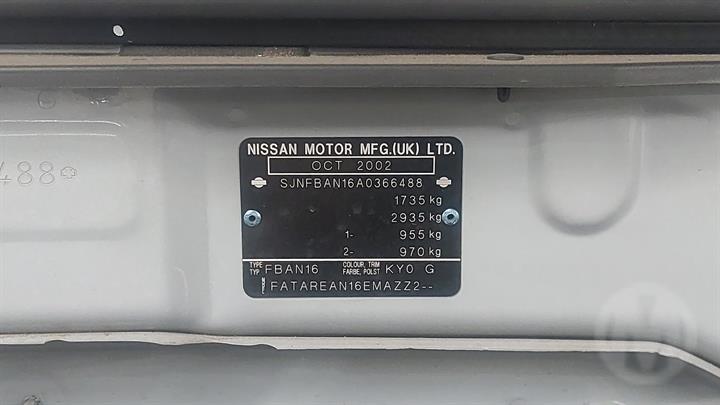 488
NISSAN MOTOR MFG.(UK) LTD.
OCT 2002
SJNFBAN16A0366488
1735 kg
2935 kg
1- 955 kg
2- 970 kg
TYPE TYP. FBAN16 COLOUR, TRIM FARBE, POLST KY0 G
FATAREAN16EMAZZ2--